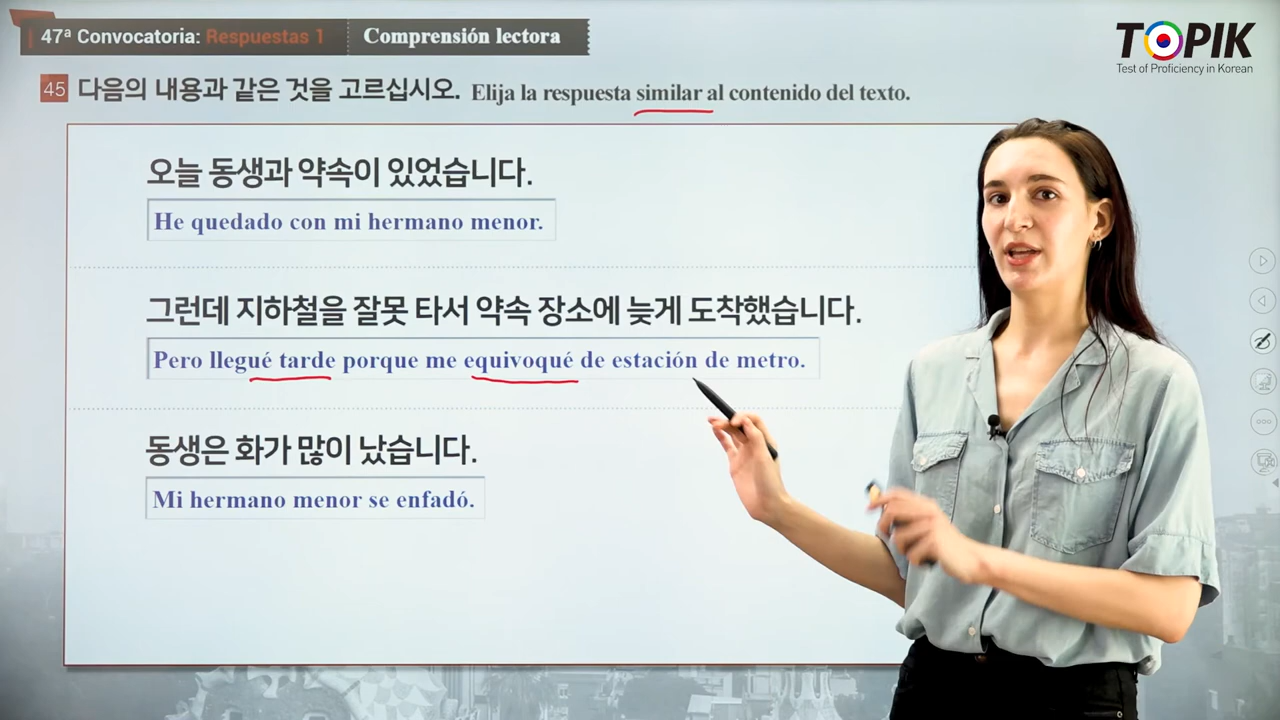 47ª Convocatoria: Respuestas 1
Comprensión lectora
TOPIK
Test of Proficiency in Korean
45 다음의 내용과 같은 것을 고르십시오. Elija la respuesta similar al contenido del texto.
오늘 동생과 약속이 있었습니다.
He quedado con mi hermano menor.
그런데 지하철을 잘못 타서 약속 장소에 늦게 도착했습니다.
Pero llegué tarde porque me equivoqué de estación de metro.
동생은 화가 많이 났습니다.
Mi hermano menor se enfadó.